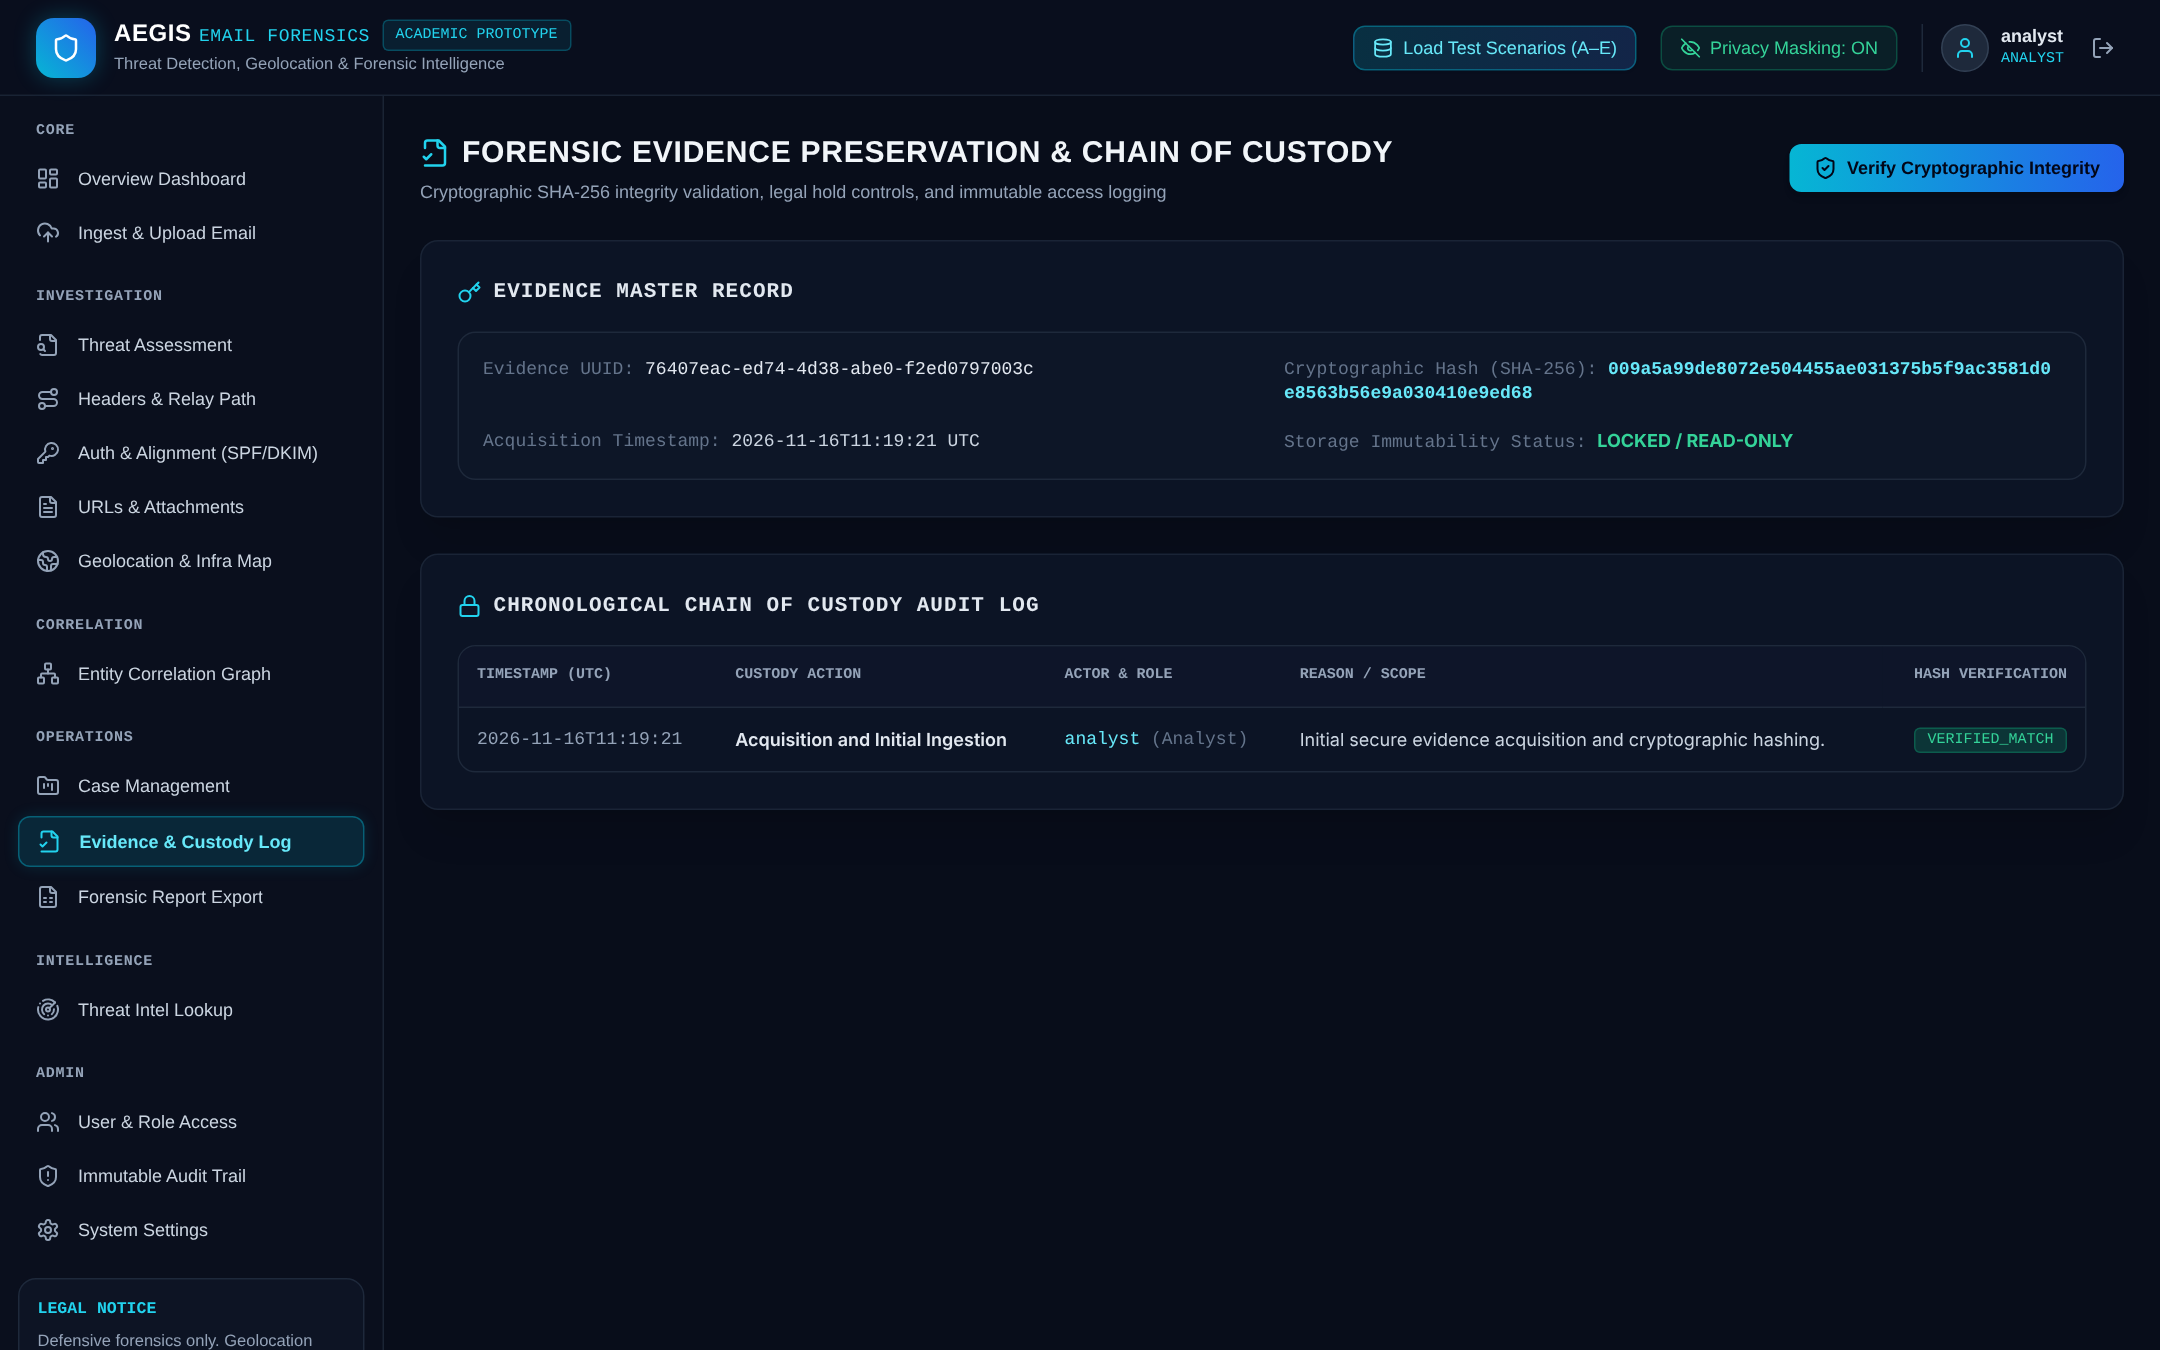 AEGIS EMAIL FORENSICS ACADEMIC PROTOTYPE
Threat Detection, Geolocation & Forensic Intelligence
Load Test Scenarios (A–E)
Privacy Masking: ON
analyst
ANALYST
CORE
Overview Dashboard
Ingest & Upload Email
INVESTIGATION
Threat Assessment
Headers & Relay Path
Auth & Alignment (SPF/DKIM)
URLs & Attachments
Geolocation & Infra Map
CORRELATION
Entity Correlation Graph
OPERATIONS
Case Management
Evidence & Custody Log
Forensic Report Export
INTELLIGENCE
Threat Intel Lookup
ADMIN
User & Role Access
Immutable Audit Trail
System Settings
LEGAL NOTICE
Defensive forensics only. Geolocation
FORENSIC EVIDENCE PRESERVATION & CHAIN OF CUSTODY
Cryptographic SHA-256 integrity validation, legal hold controls, and immutable access logging
Verify Cryptographic Integrity
EVIDENCE MASTER RECORD
Evidence UUID: 76407eac-ed74-4d38-abe0-f2ed0797003c
Cryptographic Hash (SHA-256): 009a5a99de8072e504455ae031375b5f9ac3581d0
e8563b56e9a030410e9ed68
Acquisition Timestamp: 2026-11-16T11:19:21 UTC
Storage Immutability Status: LOCKED / READ-ONLY
CHRONOLOGICAL CHAIN OF CUSTODY AUDIT LOG
TIMESTAMP (UTC) CUSTODY ACTION ACTOR & ROLE REASON / SCOPE HASH VERIFICATION
2026-11-16T11:19:21 Acquisition and Initial Ingestion analyst (Analyst) Initial secure evidence acquisition and cryptographic hashing. VERIFIED_MATCH